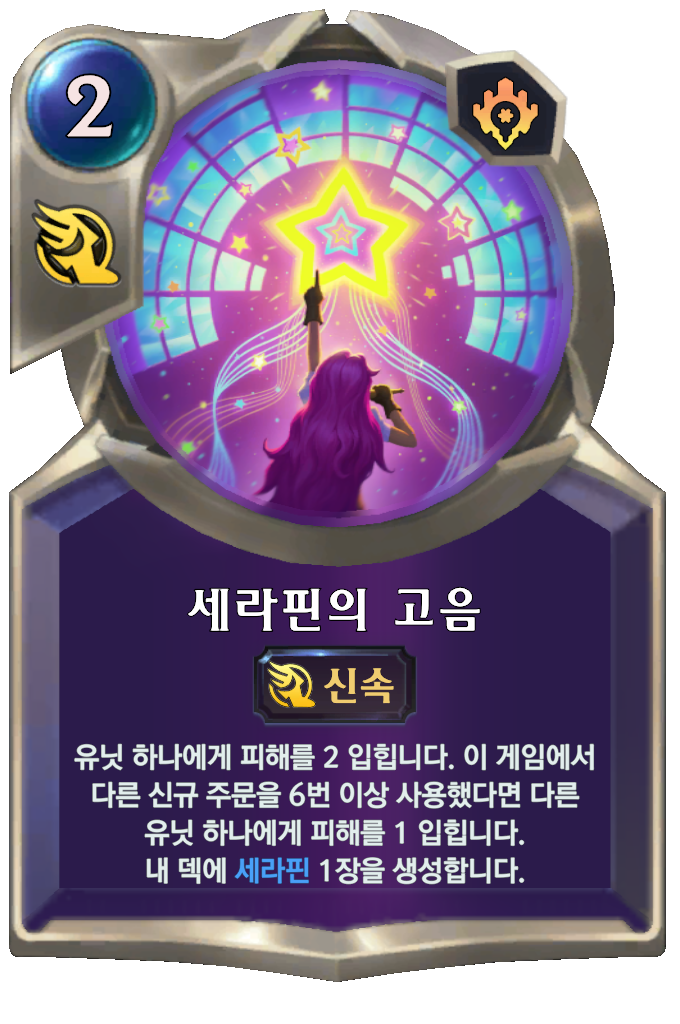 2
세라핀의 고음
신속
유닛 하나에게 피해를 2 입힙니다. 이 게임에서
다른 신규 주문을 6번 이상 사용했다면 다른
유닛 하나에게 피해를 1 입힙니다.
내 덱에 세라핀 1장을 생성합니다.